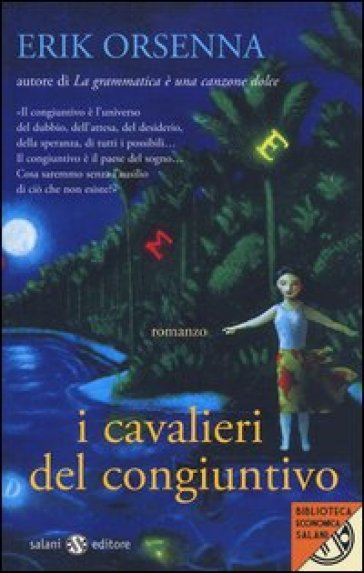 ERIK ORSENNA
autore di La grammatica è una canzone dolce
«Il congiuntivo è l'universo
del dubbio, dell'attesa, del desiderio,
della speranza, di tutti i possibili...
Il congiuntivo è il paese del sogno...
Cosa saremmo senza l'ausilio
di ciò che non esiste?»
E
M
romanzo
i cavalieri
del congiuntivo
BIBLIOTECA
ECONOMICA
SALANI
salani editore